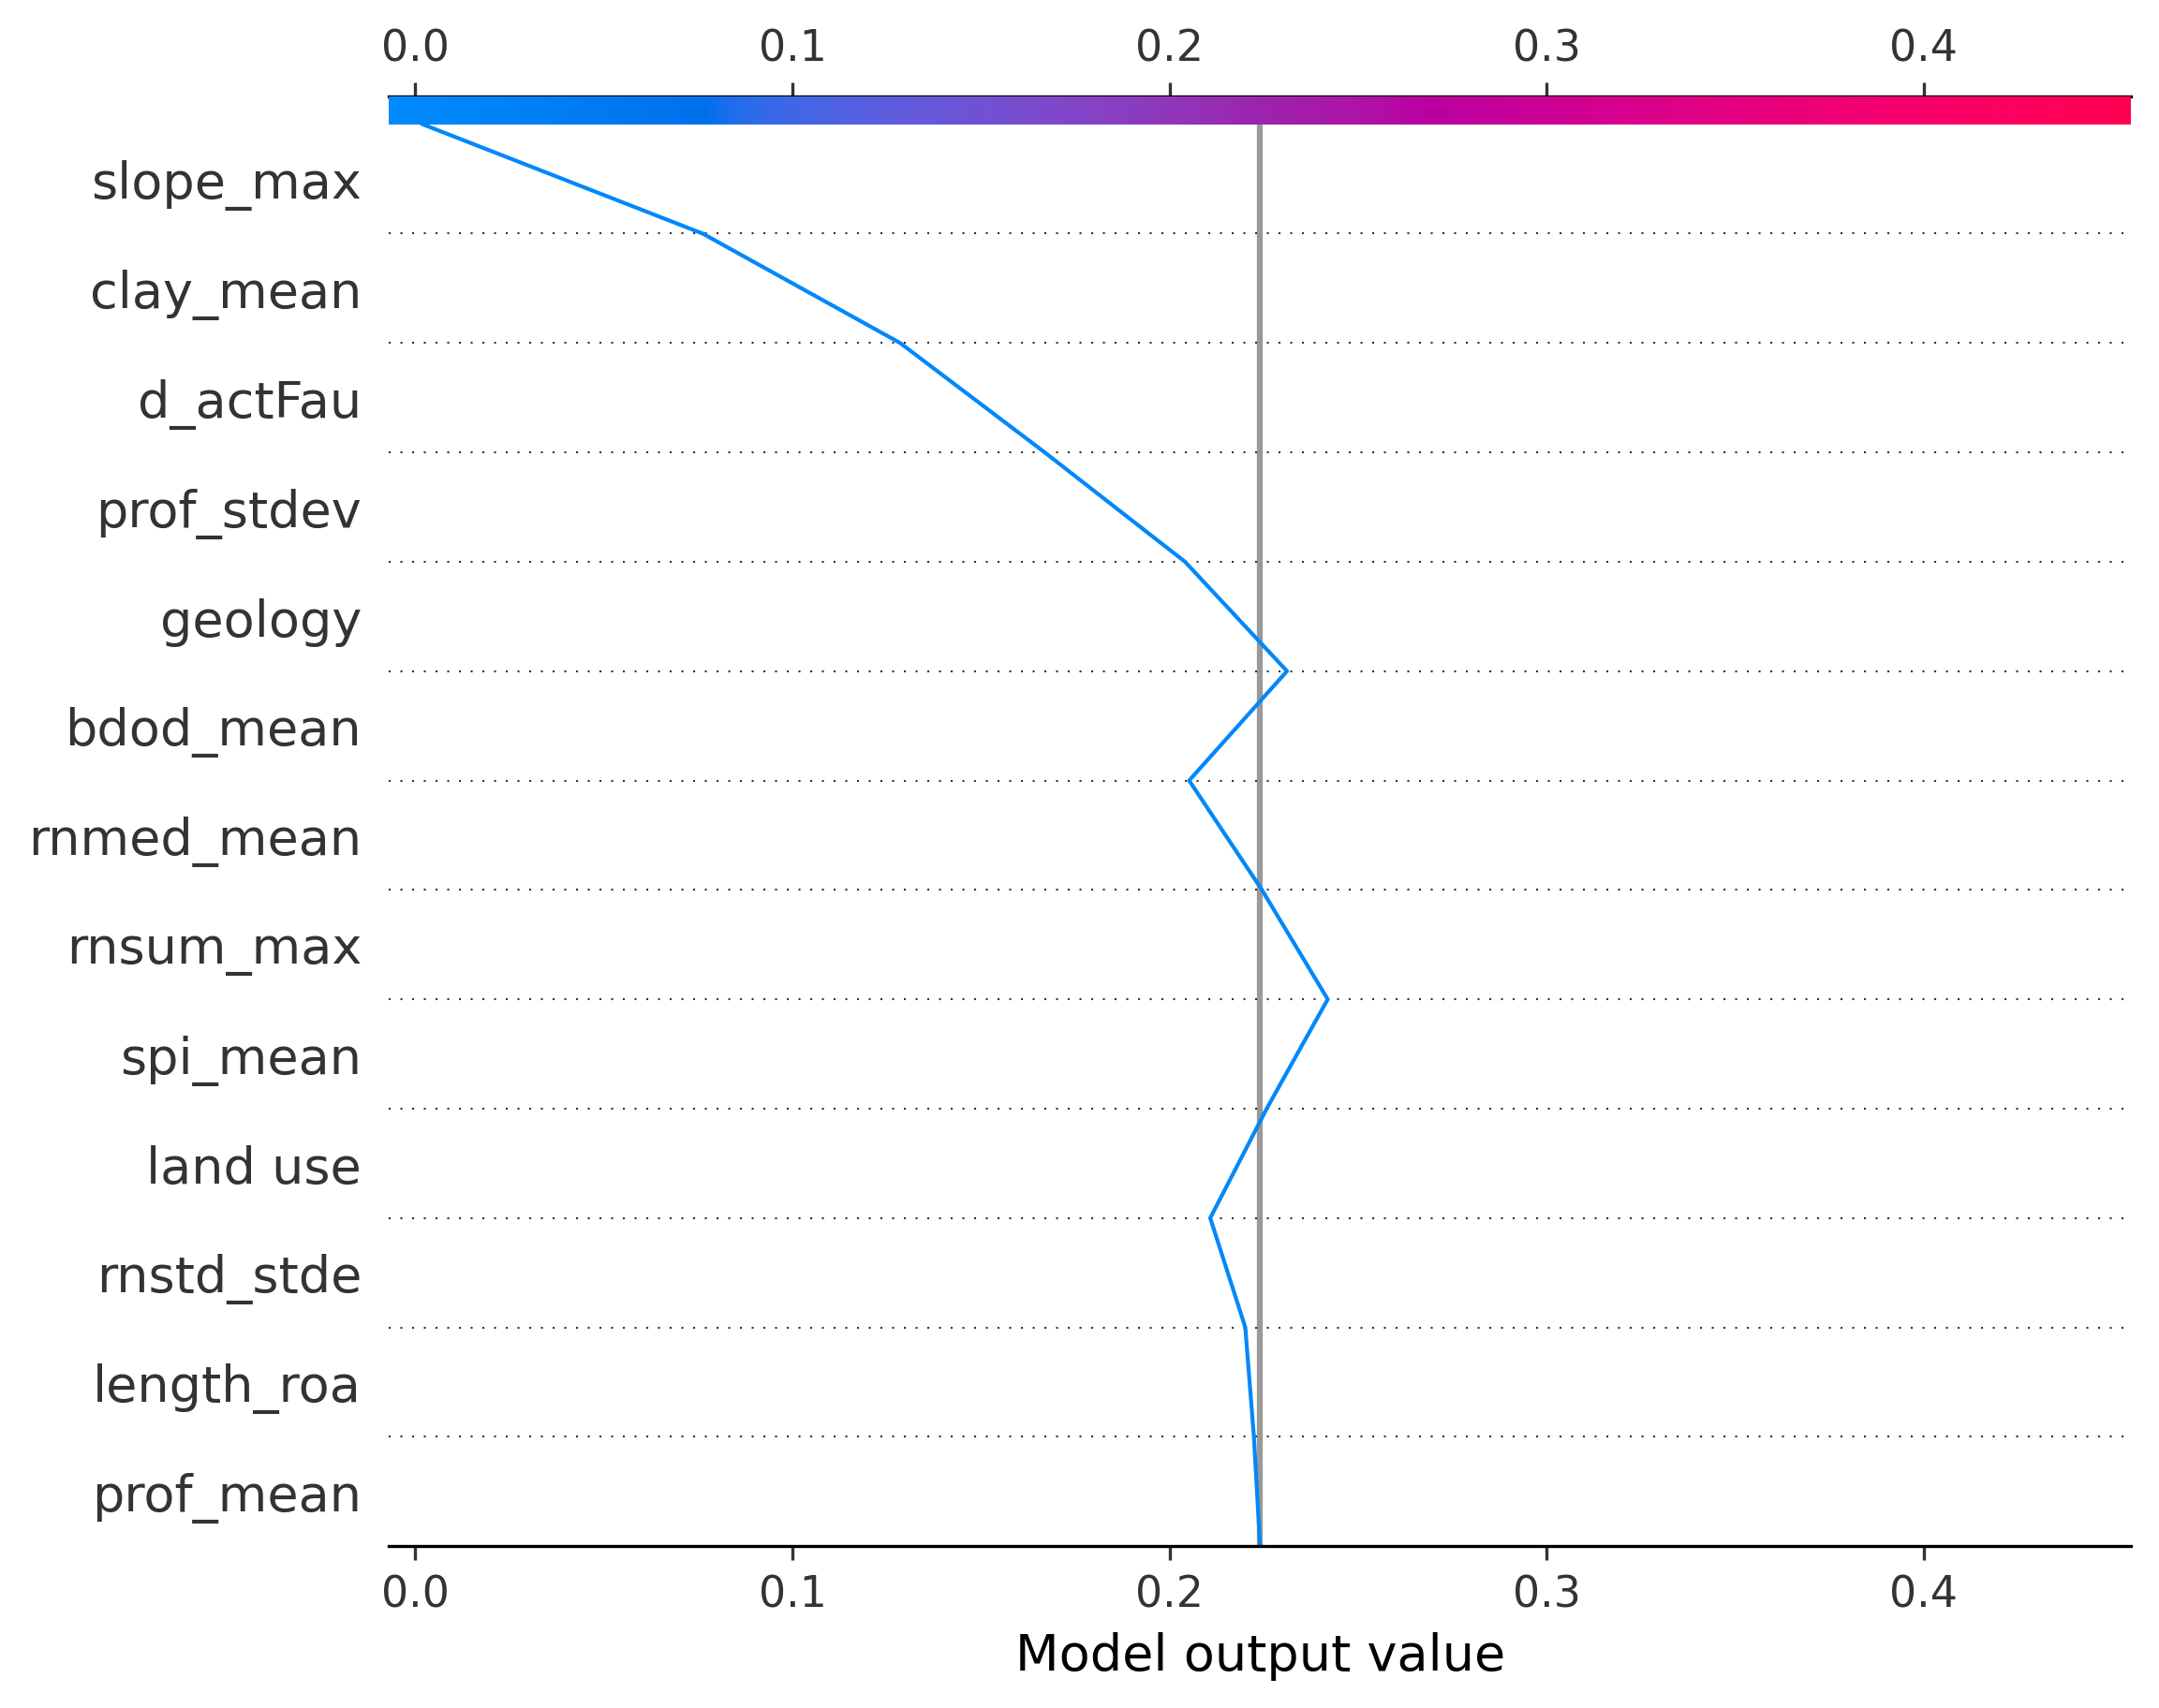 0.0 0.1 0.2 0.3 0.4
slope_max
clay_mean
d_actFau
prof_stdev
geology
bdod_mean
rnmed_mean
rnsum_max
spi_mean
land use
rnstd_stde
length_roa
prof_mean
0.0 0.1 0.2 0.3 0.4
Model output value